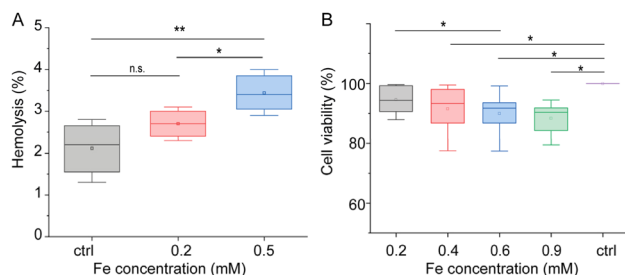 A
Hemolysis (%)
5
4
3
2
1
0
**
n.s.
*
ctrl 0.2 0.5
Fe concentration (mM)
B
Cell viability (%)
100
80
60
*
*
*
*
0.2 0.4 0.6 0.9 ctrl
Fe concentration (mM)